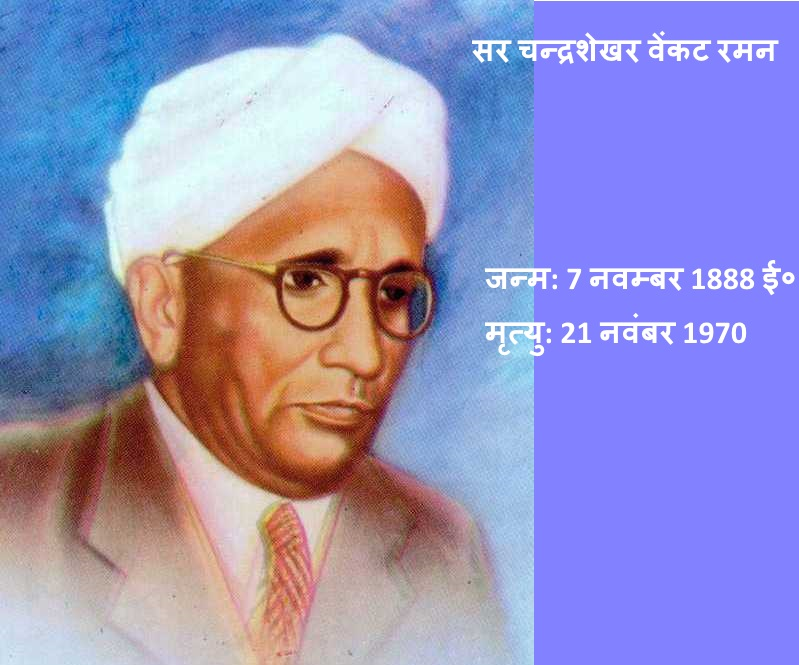 सर चन्द्रशेखर वेंकट रमन
जन्म: 7 नवम्बर 1888 ई०
मृत्यु: 21 नवंबर 1970